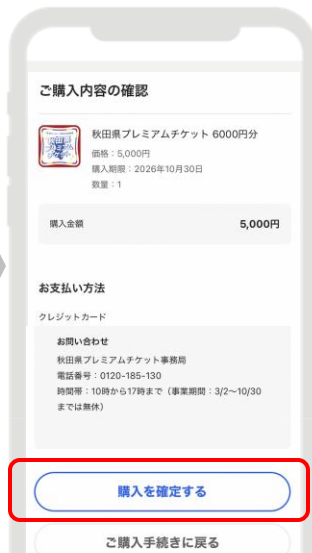 ご購入内容の確認
秋田県プレミアムチケット 6000円分
価格：5,000円
購入期限：2026年10月30日
数量：1
購入金額 5,000円
お支払い方法
クレジットカード
お問い合わせ
秋田県プレミアムチケット事務局
電話番号：0120-185-130
時間帯：10時から17時まで（事業期間：3/2～10/30
までは無休）
購入を確定する
ご購入手続きに戻る